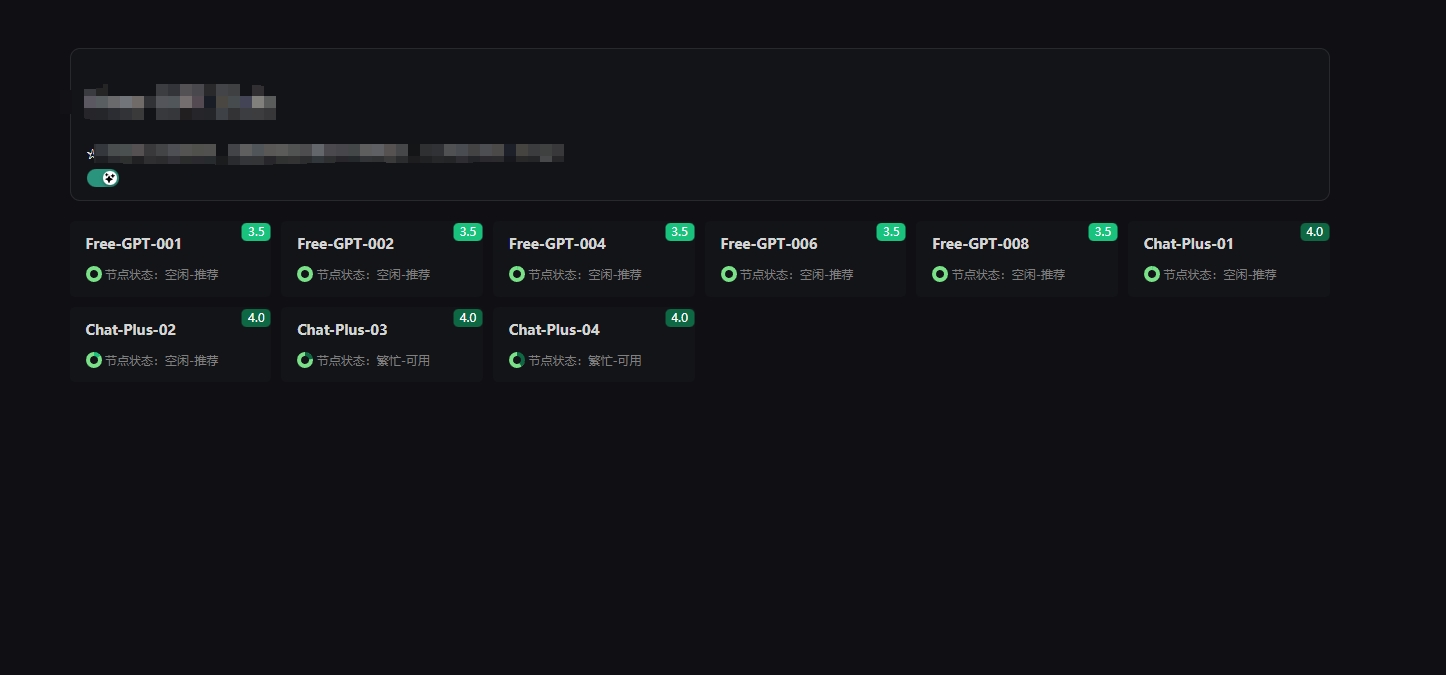 Free-GPT-001 3.5
节点状态：空闲-推荐
Free-GPT-002 3.5
节点状态：空闲-推荐
Free-GPT-004 3.5
节点状态：空闲-推荐
Free-GPT-006 3.5
节点状态：空闲-推荐
Free-GPT-008 3.5
节点状态：空闲-推荐
Chat-Plus-01 4.0
节点状态：空闲-推荐
Chat-Plus-02 4.0
节点状态：空闲-推荐
Chat-Plus-03 4.0
节点状态：繁忙-可用
Chat-Plus-04 4.0
节点状态：繁忙-可用